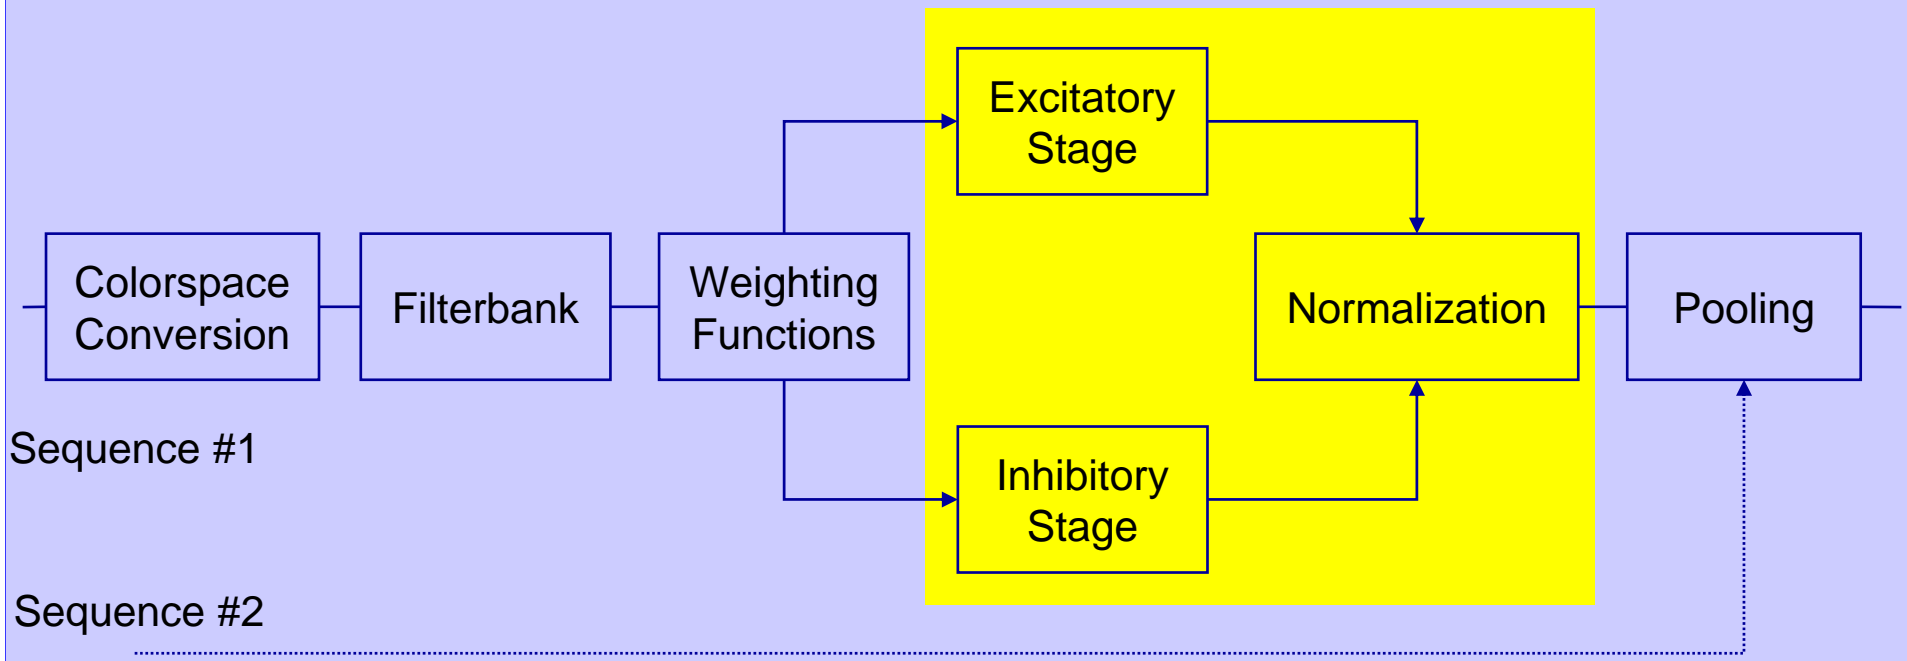 Excitatory
Stage
Colorspace
Conversion
Filterbank
Weighting
Functions
Normalization
Pooling
Sequence #1
Inhibitory
Stage
Sequence #2